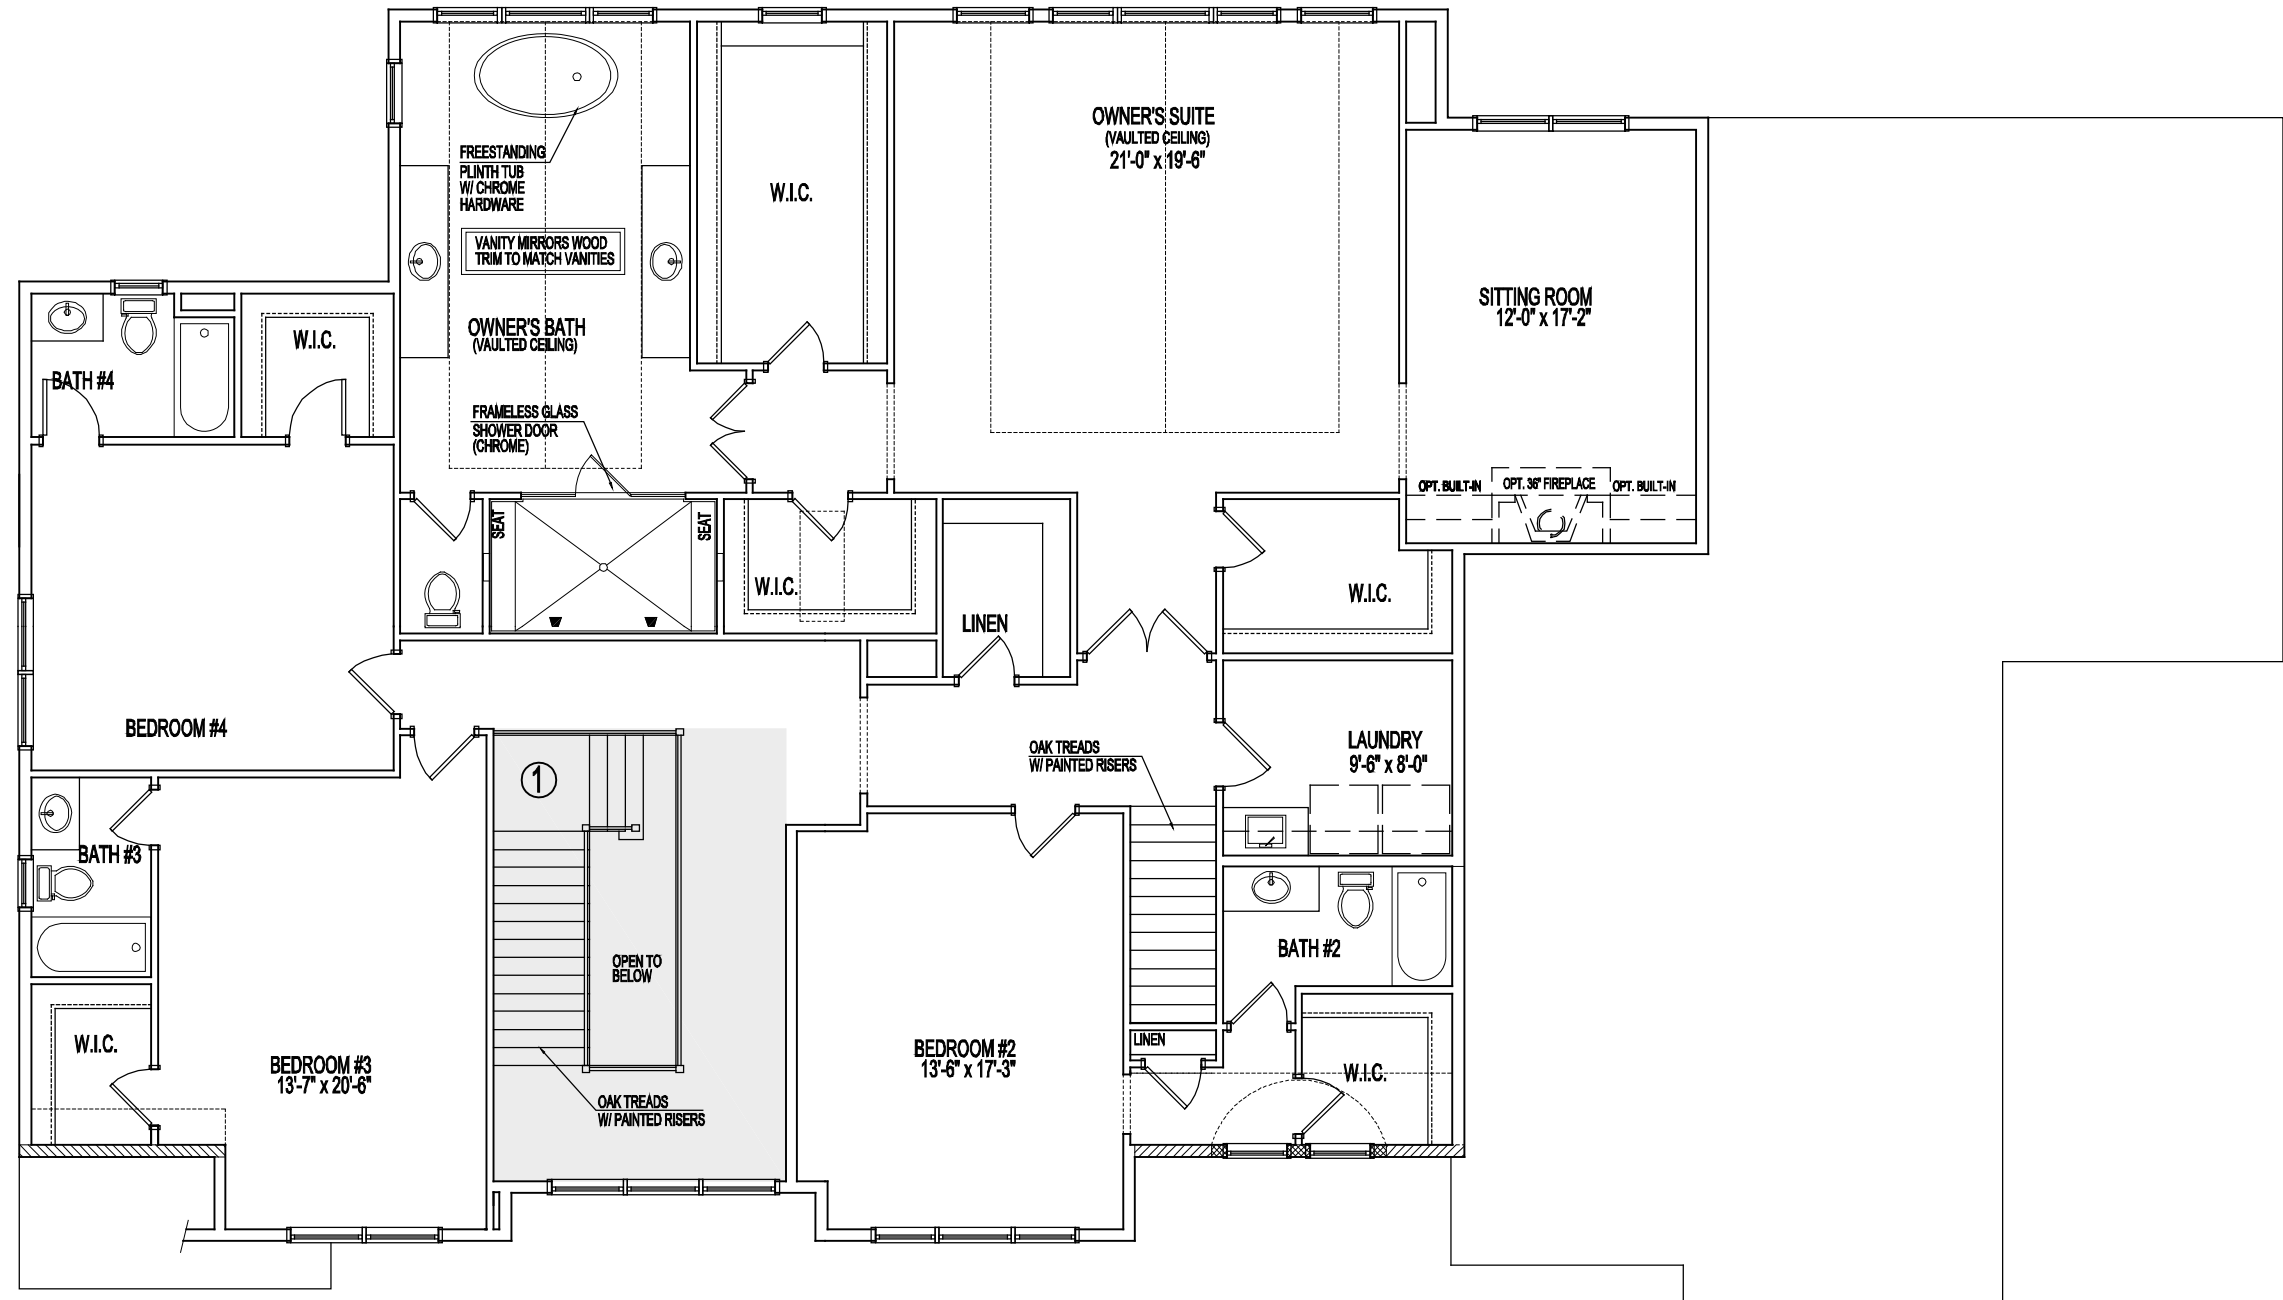 OWNER'S SUITE
(VAULTED CEILING)
21'-0" x 19'-6"
FREESTANDING
PLINTH TUB
W/ CHROME
HARDWARE
W.I.C.
VANITY MIRRORS WOOD
TRIM TO MATCH VANITIES
SITTING ROOM
12'-0" x 17'-2"
OWNER'S BATH
(VAULTED CEILING)
W.I.C.
BATH #4
FRAMELESS GLASS
SHOWER DOOR
(CHROME)
OPT. BUILT-IN
OPT. 36" FIREPLACE
OPT. BUILT-IN
SEAT
SEAT
W.I.C.
W.I.C.
LINEN
BEDROOM #4
LAUNDRY
9'-6" x 8'-0"
OAK TREADS
W/ PAINTED RISERS
1
BATH #3
BATH #2
OPEN TO
BELOW
W.I.C.
LINEN
BEDROOM #3
13'-7" x 20'-6"
BEDROOM #2
13'-6" x 17'-3"
W.I.C.
OAK TREADS
W/ PAINTED RISERS